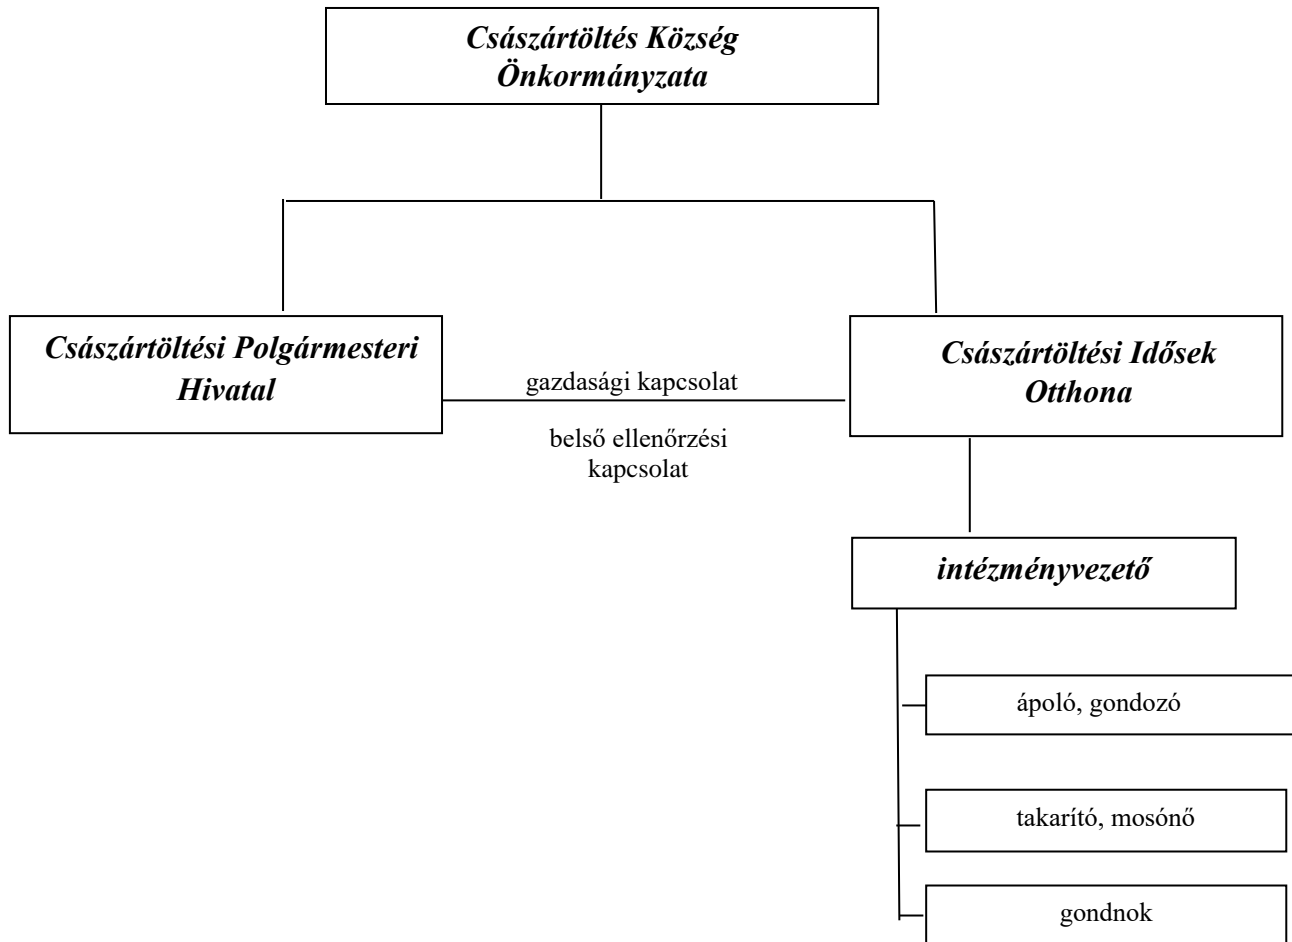 Császártöltés Község
Önkormányzata
Császártöltési Polgármesteri
Hivatal
gazdasági kapcsolat
belső ellenőrzési
kapcsolat
Császártöltési Idősek
Otthona
intézményvezető
ápoló, gondozó
takarító, mosónő
gondnok